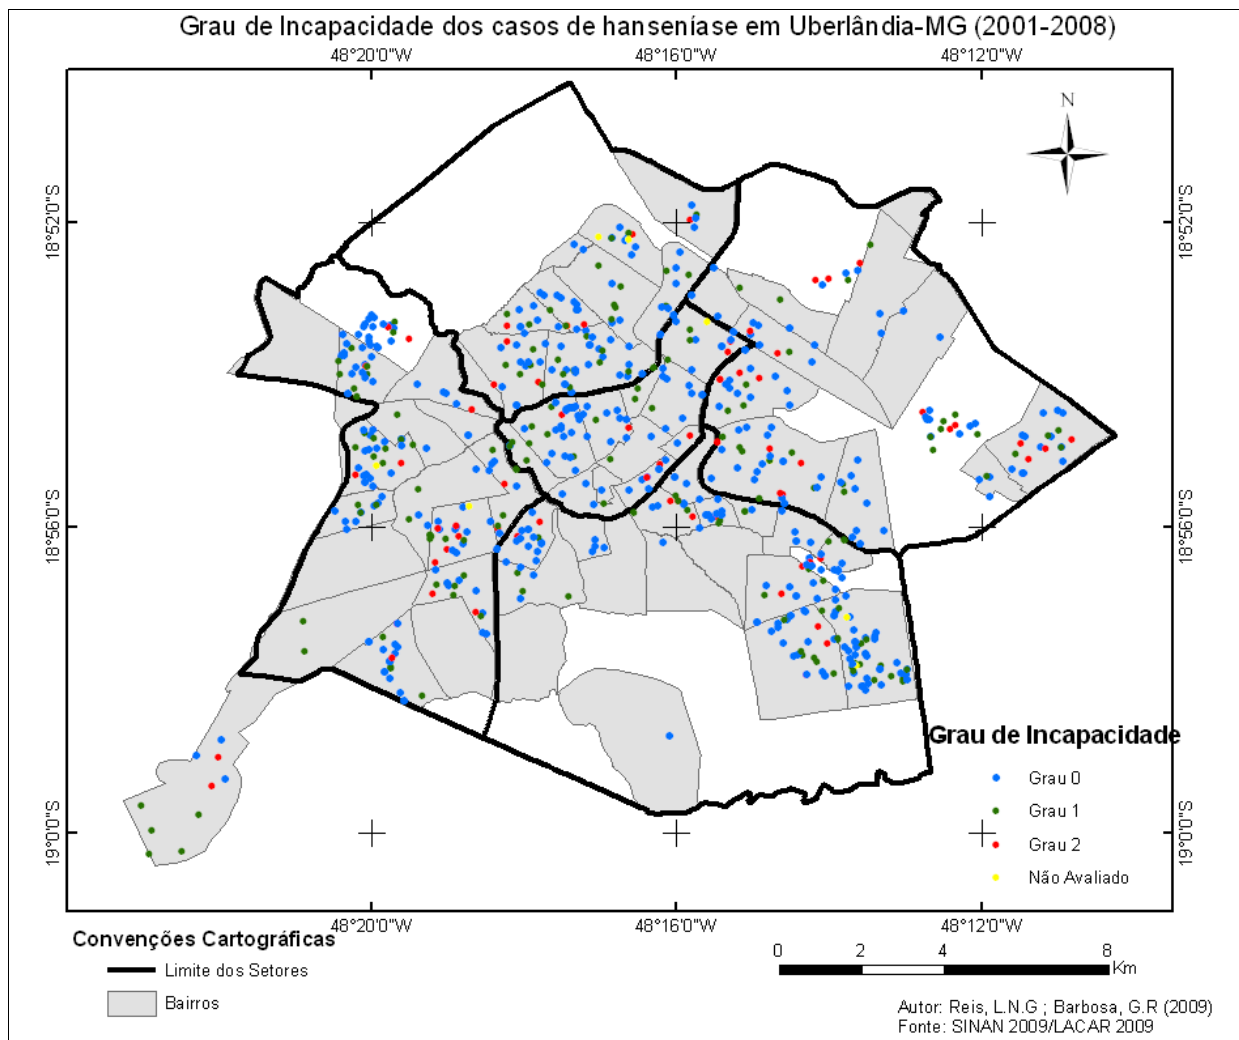 Grau de Incapacidade dos casos de hanseníase em Uberlândia-MG (2001-2008)
48°20'0"W 48°16'0"W 48°12'0"W
N
18°52'0"S 18°52'0"S
18°56'0"S 18°56'0"S
Grau de Incapacidade
Grau 0
Grau 1
Grau 2
Não Avaliado
19°0'0"S 19°0'0"S
48°20'0"W 48°16'0"W 48°12'0"W
Convenções Cartográficas
Limite dos Setores
Bairros
0 2 4 8
Km
Autor: Reis, L.N.G ; Barbosa, G.R (2009)
Fonte: SINAN 2009/LACAR 2009